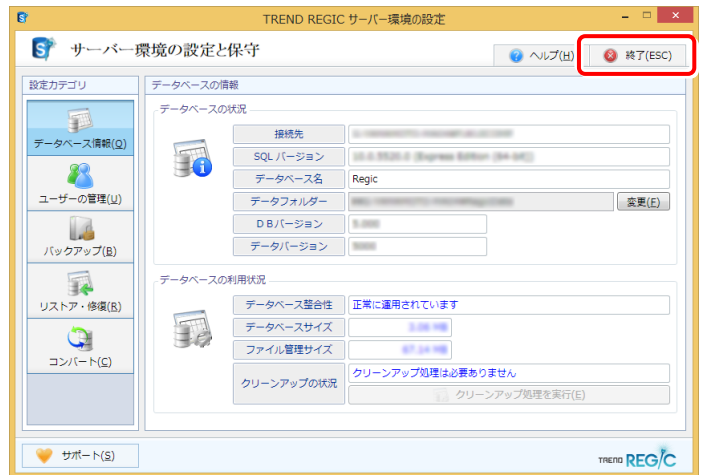 TREND REGIC サーバー環境の設定
サーバー環境の設定と保守
ヘルプ(H)
終了(ESC)
設定カテゴリ
データベース情報(Q)
ユーザーの管理(U)
バックアップ(B)
リストア・修復(R)
コンバート(C)
データベースの情報
データベースの状況
接続先
SQL バージョン
データベース名 Regic
データフォルダー 変更(F)
DBバージョン
データバージョン
データベースの利用状況
データベース整合性 正常に運用されています
データベースサイズ
ファイル管理サイズ
クリーンアップの状況 クリーンアップ処理は必要ありません
クリーンアップ処理を実行(E)
サポート(S)
TREND REGIC